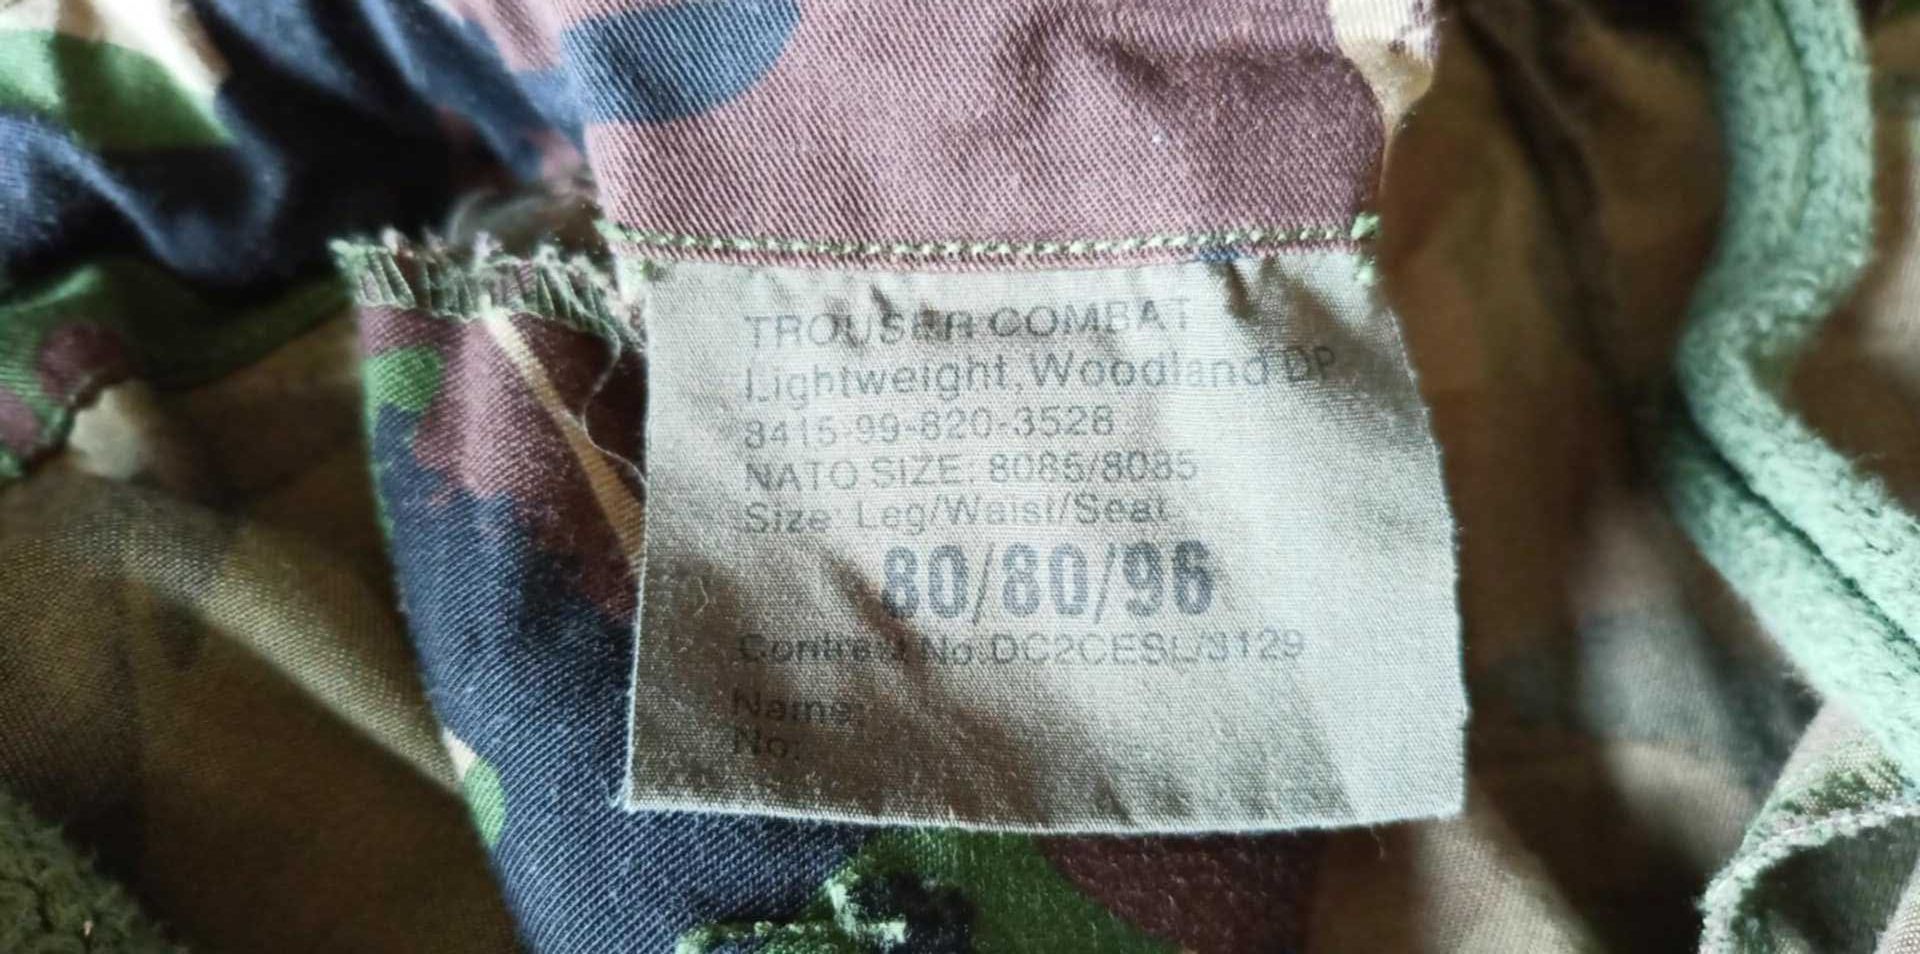 TROUSER COMBAT
Lightweight, Woodland DP
8415-99-820-3528
NATO SIZE: 8085/8085
Size Leg/Waist/Seat
80/80/96
Contract No.DC2CESL/3129
Name:
No: